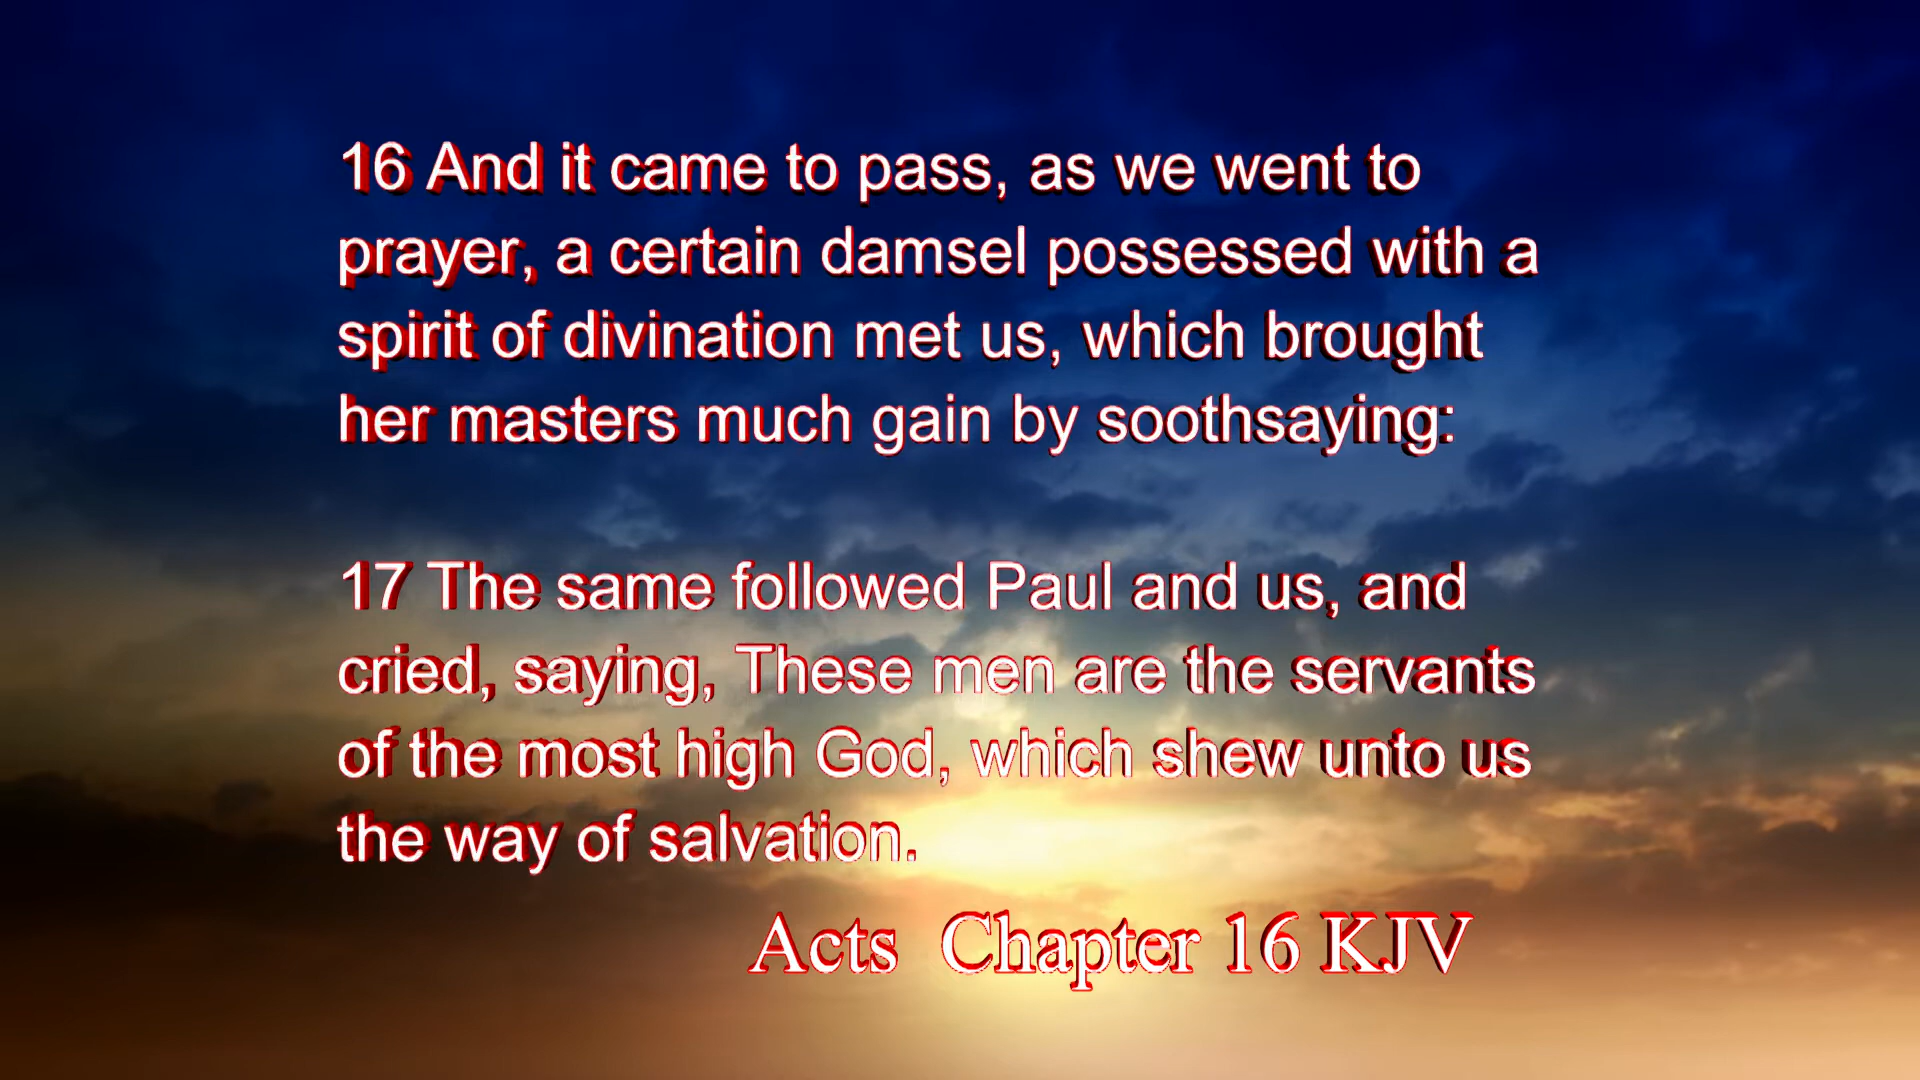 16 And it came to pass, as we went to
prayer, a certain damsel possessed with a
spirit of divination met us, which brought
her masters much gain by soothsaying:
17 The same followed Paul and us, and
cried, saying, These men are the servants
of the most high God, which shew unto us
the way of salvation.
Acts Chapter 16 KJV